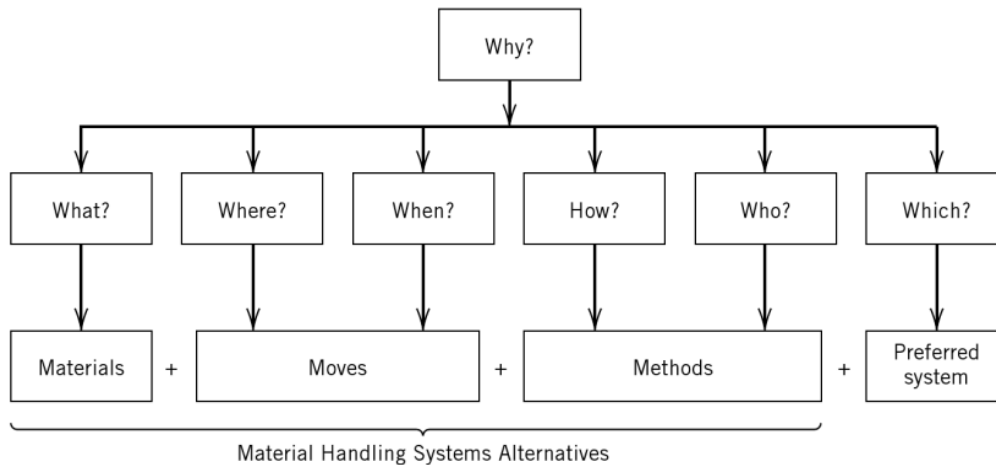 Why?
What?
Where?
When?
How?
Who?
Which?
Materials
+
Moves
+
Methods
+
Preferred
system
Material Handling Systems Alternatives